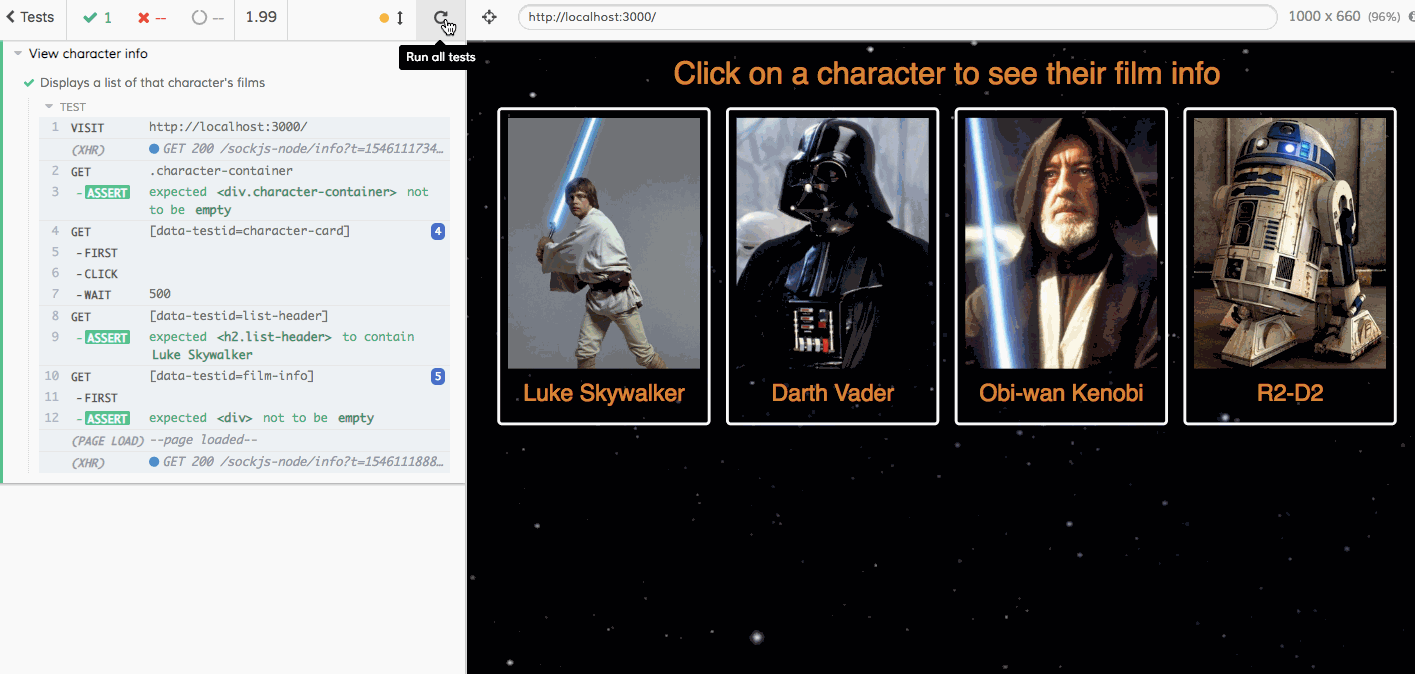 Tests
1
--
--
1.99
Run all tests
http://localhost:3000/
1000 x 660 (96%)
View character info
Displays a list of that character's films
TEST
1 VISIT http://localhost:3000/
(XHR) GET 200 /sockjs-node/info?t=1546111734…
2 GET .character-container
3 -ASSERT expected <div.character-container> not
to be empty
4 GET [data-testid=character-card] 4
5 -FIRST
6 -CLICK
7 -WAIT 500
8 GET [data-testid=list-header]
9 -ASSERT expected <h2.list-header> to contain
Luke Skywalker
10 GET [data-testid=film-info] 5
11 -FIRST
12 -ASSERT expected <div> not to be empty
(PAGE LOAD) --page loaded--
(XHR) GET 200 /sockjs-node/info?t=1546111888…
Click on a character to see their film info
Luke Skywalker
Darth Vader
Obi-wan Kenobi
R2-D2